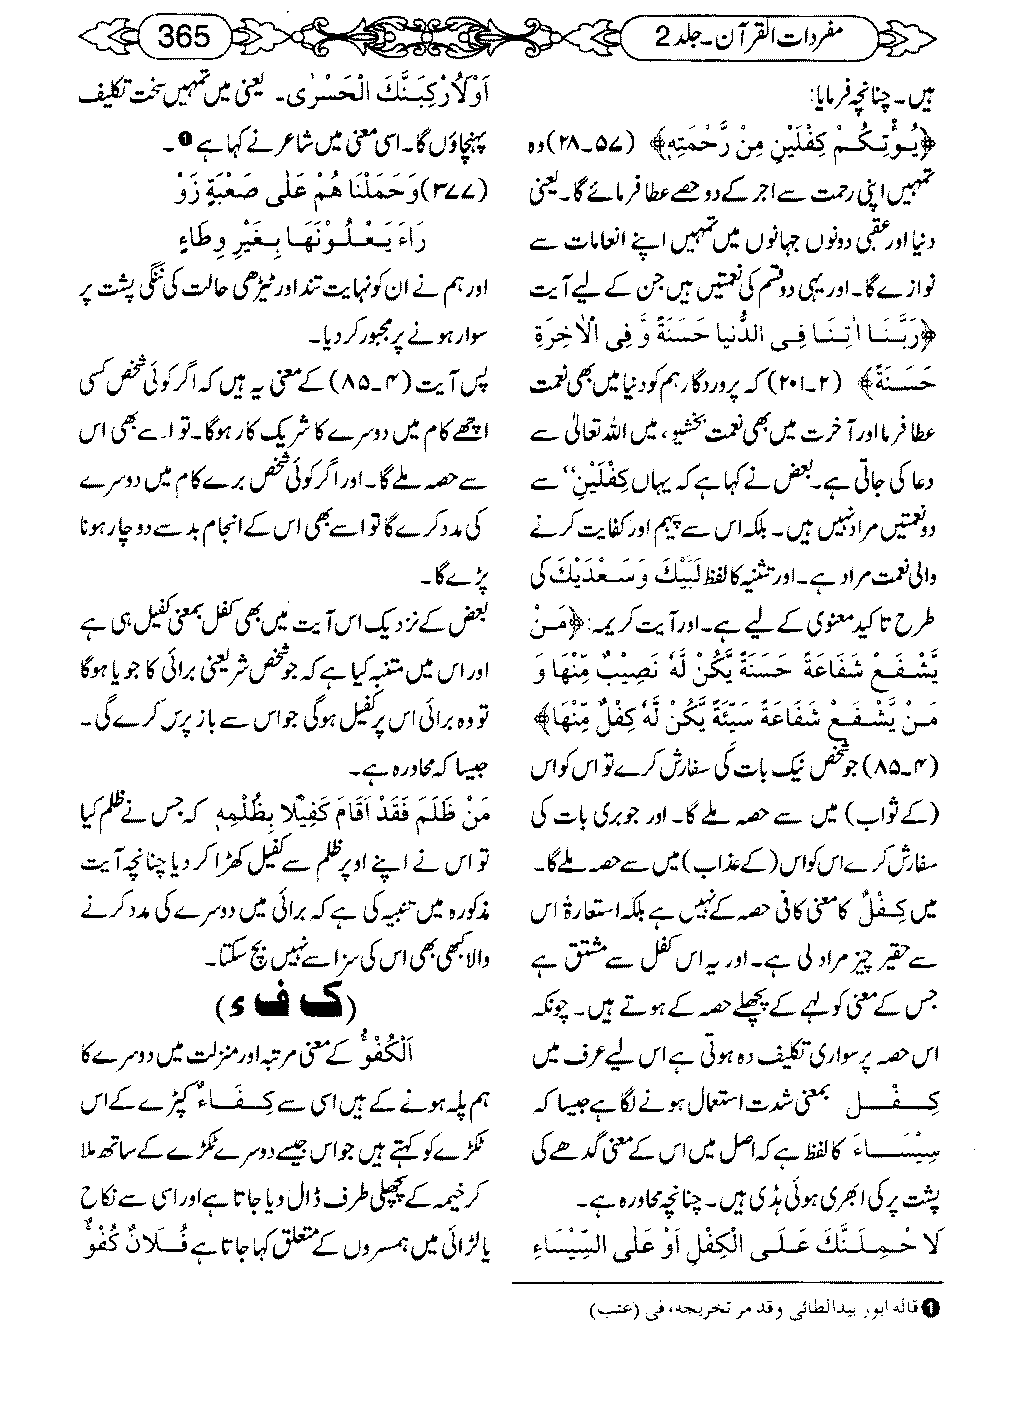 مفردات القرآن۔جلد 2
365
ہیں۔ چنانچہ فرمایا:
﴿يُؤْتِكُمْ كِفْلَيْنِ مِنْ رَّحْمَتِهٖ﴾ (۵۷۔۲۸) وہ
تمہیں اپنی رحمت سے اجر کے دو حصے عطا فرمائے گا۔ یعنی
دنیا اور عقبی دونوں جہانوں میں تمہیں اپنے انعامات سے
نوازے گا۔ اور یہی دو قسم کی نعمتیں ہیں جن کے لیے آیت
﴿رَبَّنَا اٰتِنَا فِى الدُّنْيَا حَسَنَةً وَّ فِى الْاٰخِرَةِ
حَسَنَةً﴾ (۲۔۲۰۱) کہ پروردگار ہم کو دنیا میں بھی نعمت
عطا فرما اور آخرت میں بھی نعمت بخشیو، میں اللہ تعالیٰ سے
دعا کی جاتی ہے۔ بعض نے کہا ہے کہ یہاں كِفْلَيْنِ‘‘ سے
دو نعمتیں مراد نہیں ہیں۔ بلکہ اس سے پیہم اور کفایت کرنے
والی نعمت مراد ہے۔ اور تثنیہ کا لفظ لَبَّيْكَ وَسَعْدَيْكَ کی
طرح تاکید معنوی کے لیے ہے۔ اور آیت کریمہ: ﴿مَنْ
يَّشْفَعْ شَفَاعَةً حَسَنَةً يَّكُنْ لَّهٗ نَصِيْبٌ مِّنْهَا وَ
مَنْ يَّشْفَعْ شَفَاعَةً سَيِّئَةً يَّكُنْ لَّهٗ كِفْلٌ مِّنْهَا﴾
(۴۔۸۵) جو شخص نیک بات کی سفارش کرے تو اس کو اس
(کے ثواب) میں سے حصہ ملے گا۔ اور جو بری بات کی
سفارش کرے اس کو اس (کے عذاب) میں سے حصہ ملے گا۔
میں كِفْلٌ کا معنی کافی حصہ کے نہیں ہے بلکہ استعارۃ اس
سے حقیر چیز مراد لی ہے۔ اور یہ اس کفل سے مشتق ہے
جس کے معنی کولہے کے پچھلے حصہ کے ہوتے ہیں۔ چونکہ
اس حصہ پر سواری تکلیف دہ ہوتی ہے اس لیے عرف میں
كِفْل بمعنی شدت استعمال ہونے لگا ہے جیسا کہ
سِيْسَاءَ کا لفظ ہے کہ اصل میں اس کے معنی گدھے کی
پشت پر کی ابھری ہوئی ہڈی ہیں۔ چنانچہ محاورہ ہے۔
لَا حْمِلَنَّكَ عَلَى الْكِفْلِ اَوْ عَلَى السِّيْسَاءِ
اَوْلَارْكِبَنَّكَ الْحَسْرٰى۔ یعنی میں تمہیں سخت تکلیف
پہنچاؤں گا۔ اسی معنی میں شاعر نے کہا ہے ❶۔
(۳۷۷) وَحَمَلْنَا هُمْ عَلٰى صَعْبَةٍ زَوْ
رَاءَ يَعْلُوْنَهَا بِغَيْرِ وِطَاءٍ
اور ہم نے ان کو نہایت تند اور ٹیڑھی حالت کی ننگی پشت پر
سوار ہونے پر مجبور کر دیا۔
پس آیت (۴۔۸۵) کے معنی یہ ہیں کہ اگر کوئی شخص کسی
اچھے کام میں دوسرے کا شریک کار ہوگا۔ تو اسے بھی اس
سے حصہ ملے گا۔ اور اگر کوئی شخص برے کام میں دوسرے
کی مدد کرے گا تو اسے بھی اس کے انجام بد سے دوچار ہونا
پڑے گا۔
بعض کے نزدیک اس آیت میں بھی کفل بمعنی کفیل ہی ہے
اور اس میں متنبہ کیا ہے کہ جو شخص شر یعنی برائی کا جویا ہوگا
تو وہ برائی اس پر کفیل ہوگی جو اس سے باز پرس کرے گی۔
جیسا کہ محاورہ ہے۔
مَنْ ظَلَمَ فَقَدْ اَقَامَ كَفِيْلًا بِظُلْمِهٖ کہ جس نے ظلم کیا
تو اس نے اپنے اوپر ظلم سے کفیل کھڑا کر دیا چنانچہ آیت
مذکورہ میں تنبیہ کی ہے کہ برائی میں دوسرے کی مدد کرنے
والا کبھی بھی اس کی سزا سے نہیں بچ سکتا۔
(ک ف ء)
اَلْكُفْوُ کے معنی مرتبہ اور منزلت میں دوسرے کا
ہم پلہ ہونے کے ہیں اسی سے كِفَاءٌ کپڑے کے اس
ٹکڑے کو کہتے ہیں جو اس جیسے دوسرے ٹکڑے کے ساتھ ملا
کر خیمہ کے پچھلی طرف ڈال دیا جاتا ہے اور اسی سے نکاح
یا لڑائی میں ہمسروں کے متعلق کہا جاتا ہے فُلَانٌ كُفْوٌ
❶ قاله ابوز بيدالطائى وقد مر تخريجه، فى (عتب)